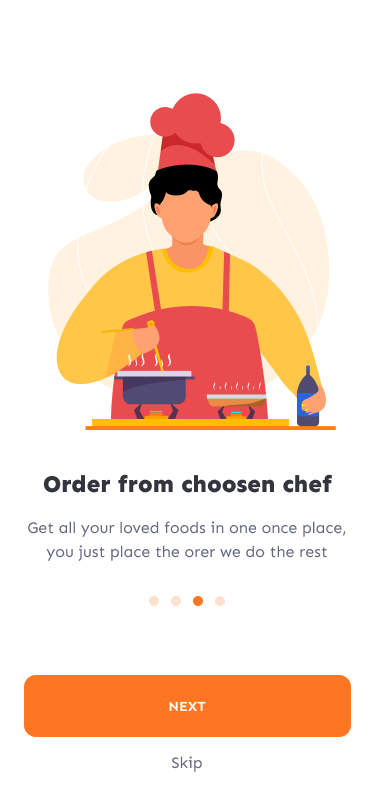 Order from choosen chef
Get all your loved foods in one once place,
you just place the orer we do the rest
NEXT
Skip